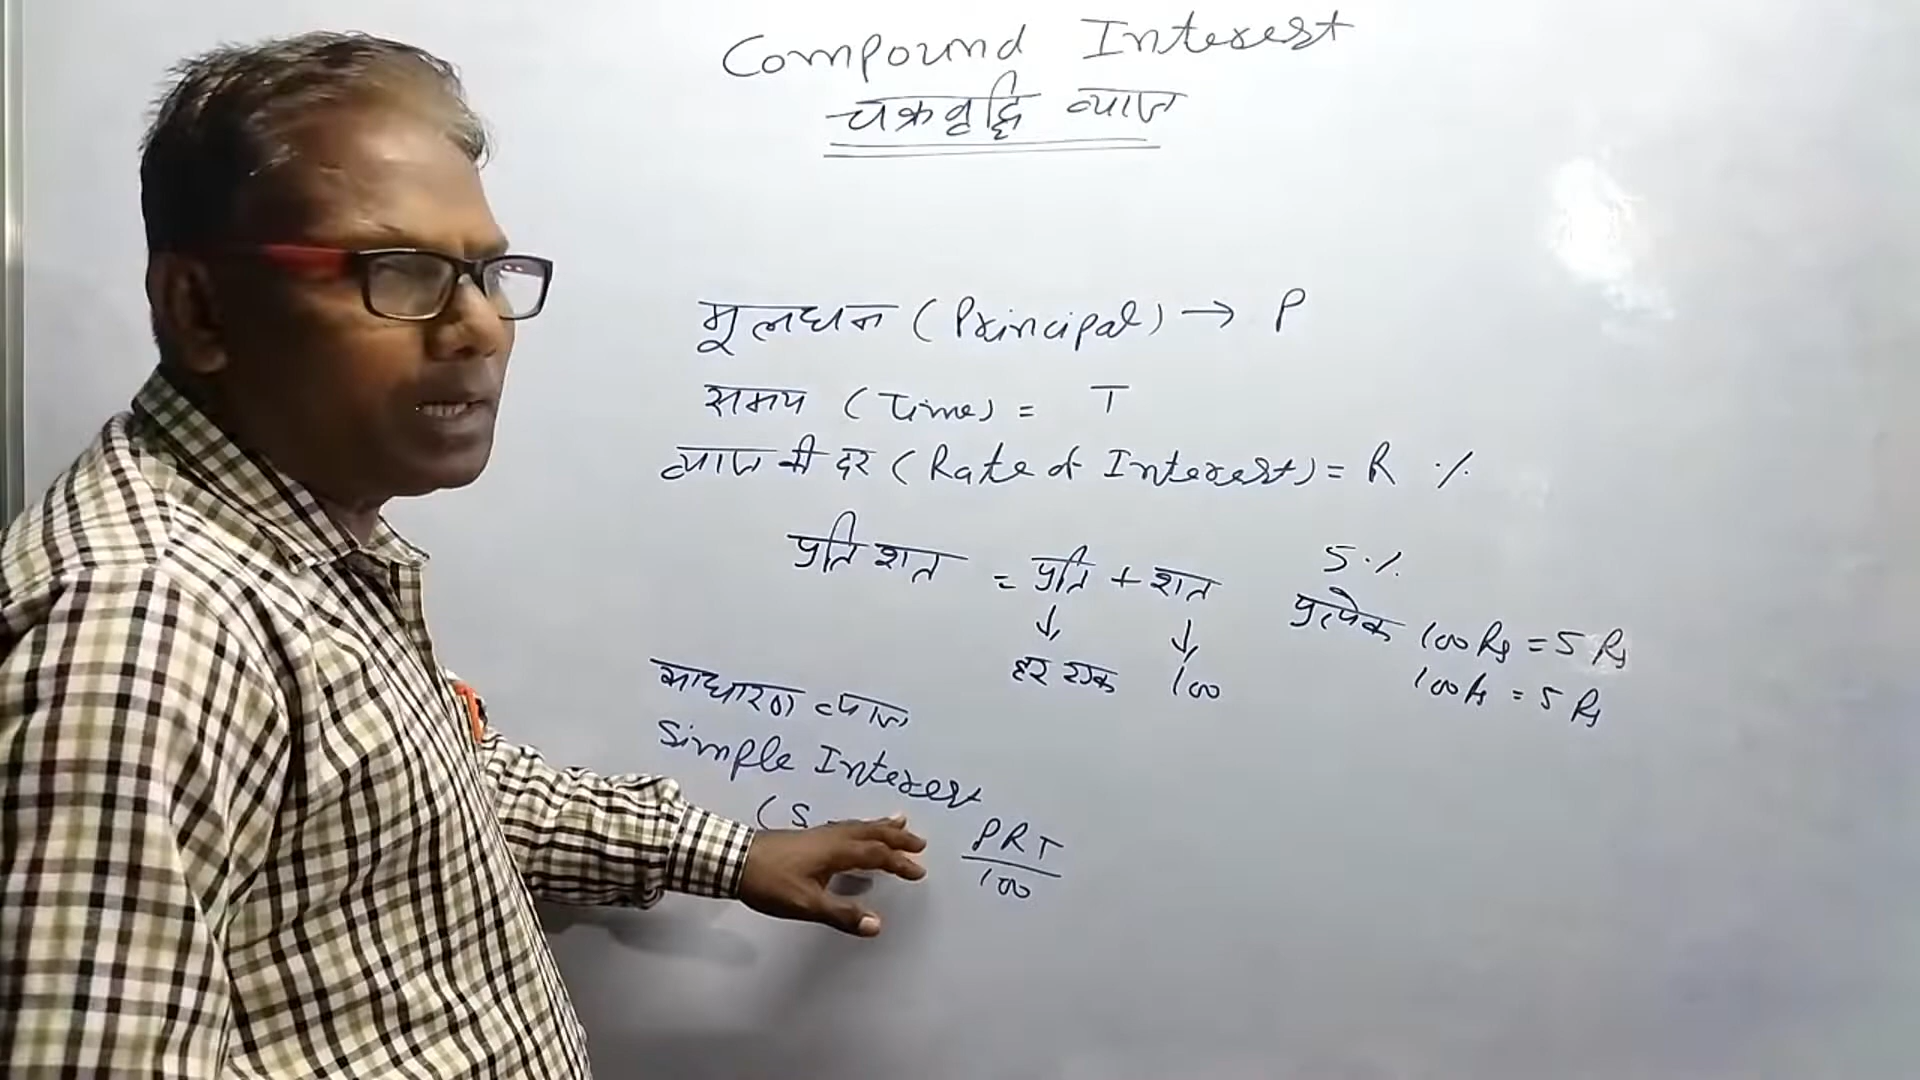 Compound Interest
चक्रवृद्धि ब्याज
मूलधन (Principal) → P
समय (Time) = T
ब्याज की दर (Rate of Interest) = R %
प्रतिशत = प्रति + शत
↓ ↓
हर एक 100
5 %
प्रत्येक 100 Rs = 5 Rs
100 Rs = 5 Rs
साधारण ब्याज
Simple Interest
(S
PRT
100